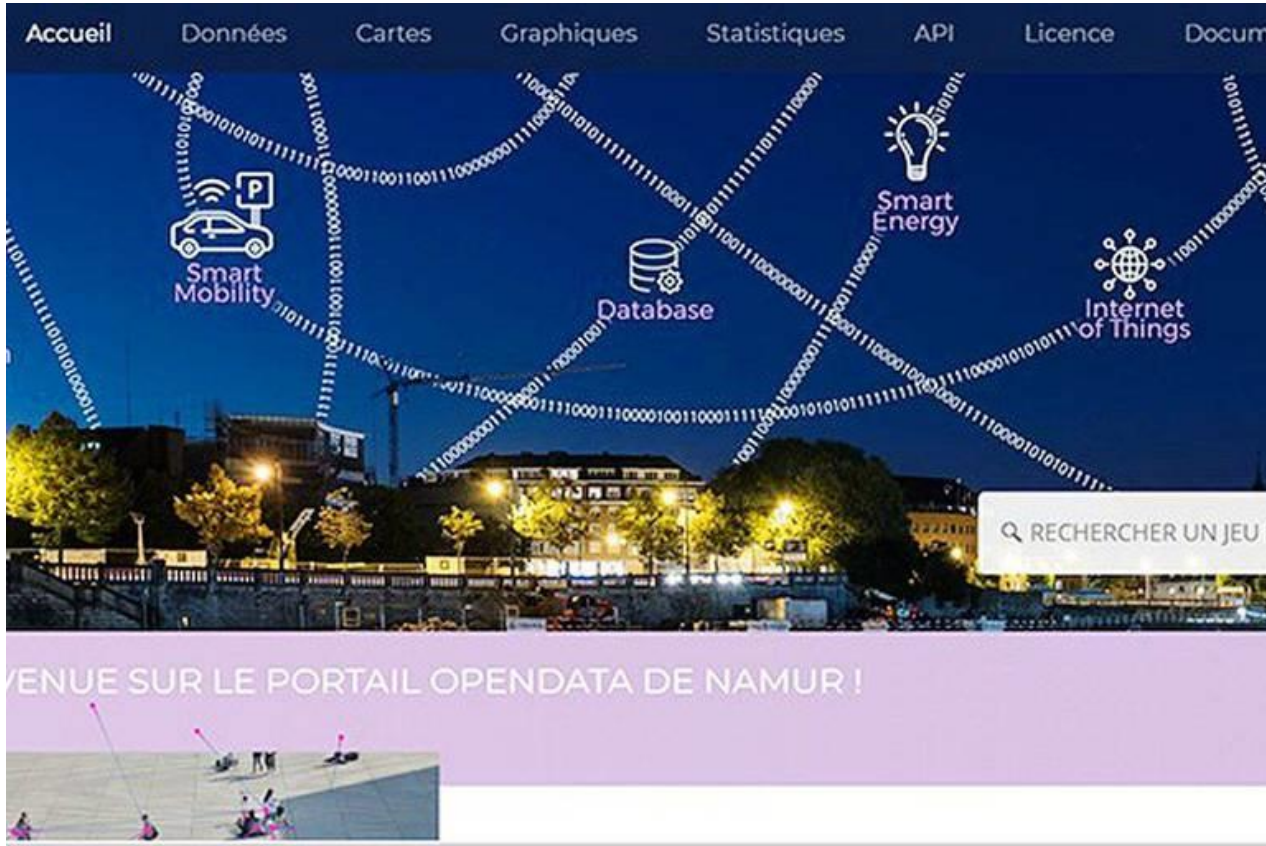 Accueil Données Cartes Graphiques Statistiques API Licence Docum
P
Smart
Energy
Smart
Mobility
Database
Internet
of Things
RECHERCHER UN JEU
VENUE SUR LE PORTAIL OPENDATA DE NAMUR !